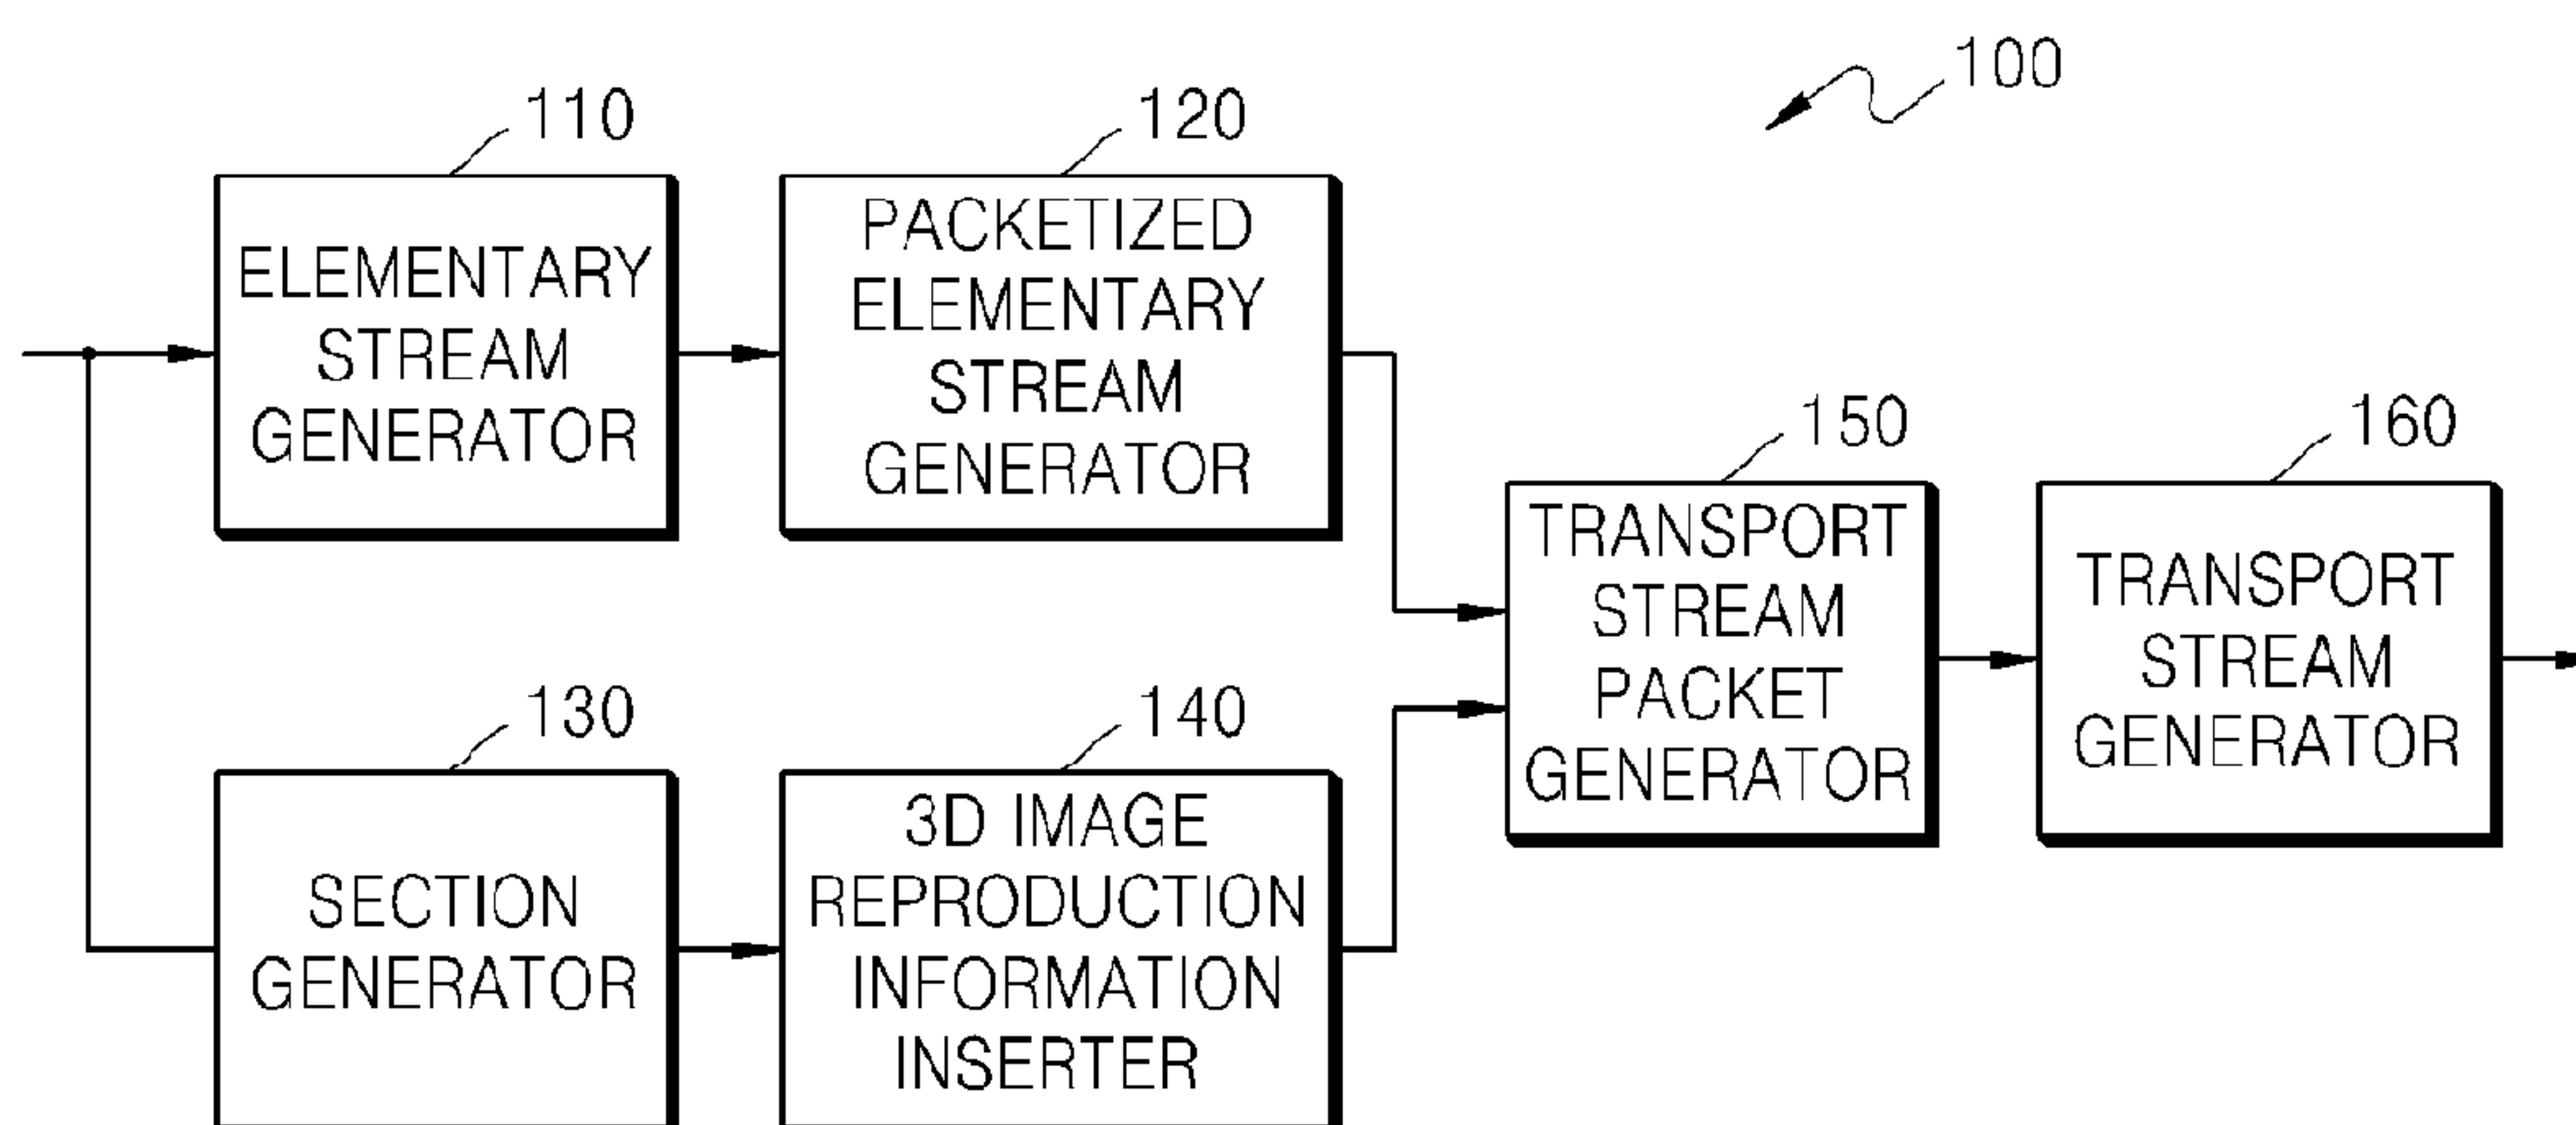 100
110
ELEMENTARY
STREAM
GENERATOR
120
PACKETIZED
ELEMENTARY
STREAM
GENERATOR
130
SECTION
GENERATOR
140
3D IMAGE
REPRODUCTION
INFORMATION
INSERTER
150
TRANSPORT
STREAM
PACKET
GENERATOR
160
TRANSPORT
STREAM
GENERATOR